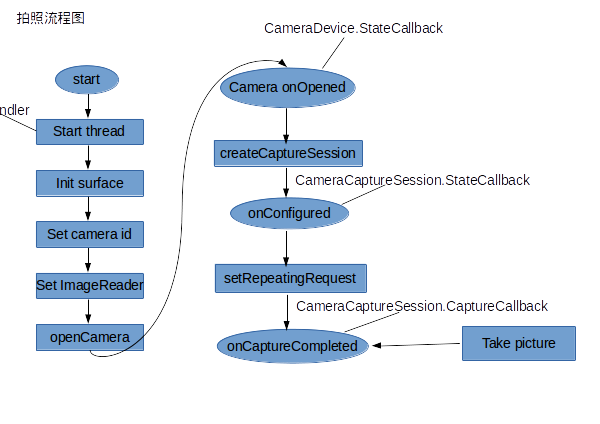 拍照流程图
start
ndler
Start thread
Init surface
Set camera id
Set ImageReader
openCamera
CameraDevice.StateCallback
Camera onOpened
createCaptureSession
CameraCaptureSession.StateCallback
onConfigured
setRepeatingRequest
CameraCaptureSession.CaptureCallback
onCaptureCompleted
Take picture